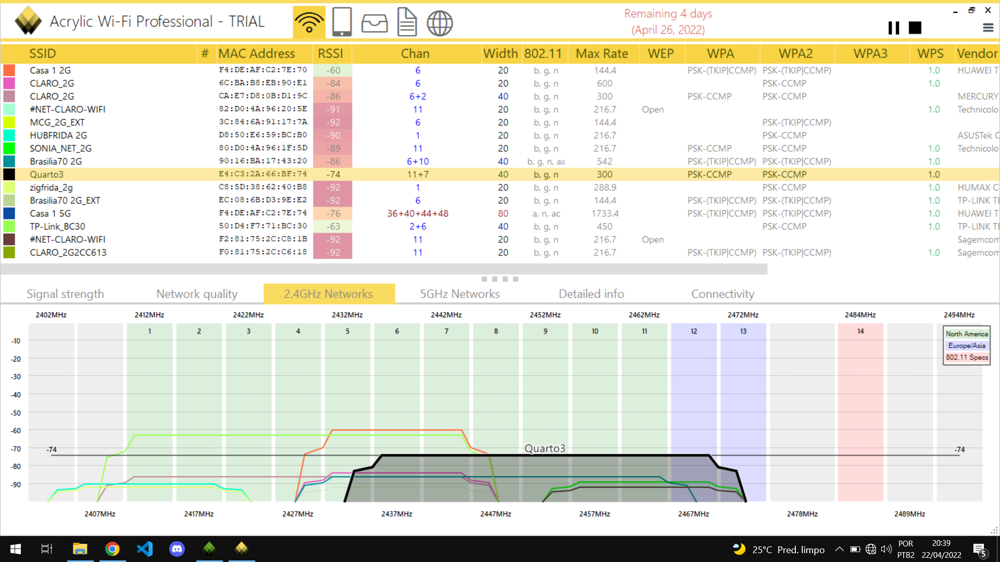 Acrylic Wi-Fi Professional - TRIAL
Remaining 4 days
(April 26, 2022)
SSID # MAC Address RSSI Chan Width 802.11 Max Rate WEP WPA WPA2 WPA3 WPS Vendor
Casa 1 2G F4:DE:AF:C2:7E:70 -60 6 20 b, g, n 144.4 PSK-(TKIP|CCMP) PSK-(TKIP|CCMP) 1.0 HUAWEI T
CLARO_2G 6C:BA:B8:EB:90:E1 -84 6 20 b, g, n 600 PSK-CCMP 1.0
CLARO_2G CA:E7:D8:0B:D1:9C -86 6+2 40 b, g, n 300 PSK-CCMP PSK-CCMP MERCURY
#NET-CLARO-WIFI 82:D0:4A:96:20:5E -91 11 20 b, g, n 216.7 Open 1.0 Technicolo
MCG_2G_EXT 3C:84:6A:91:17:7A -92 6 20 b, g, n 144.4 PSK-(TKIP|CCMP)
HUBFRIDA 2G D8:50:E6:59:BC:B0 -90 1 20 b, g, n 216.7 PSK-CCMP ASUSTek C
SONIA_NET_2G 80:D0:4A:96:1F:5D -89 11 20 b, g, n 216.7 PSK-CCMP PSK-CCMP 1.0 Technicolo
Brasilia70 2G 90:16:BA:17:43:20 -86 6+10 40 b, g, n, ax 542 PSK-(TKIP|CCMP) PSK-(TKIP|CCMP) 1.0
Quarto3 E4:C3:2A:66:BF:74 -74 11+7 40 b, g, n 300 PSK-CCMP PSK-CCMP 1.0
zigfrida_2g C8:5D:38:62:40:B8 -92 1 20 b, g, n 288.9 PSK-CCMP 1.0 HUMAX C
Brasilia70 2G_EXT EC:08:6B:D3:9E:E2 -92 6 20 b, g, n 144.4 PSK-(TKIP|CCMP) PSK-(TKIP|CCMP) 1.0 TP-LINK TE
Casa 1 5G F4:DE:AF:C2:7E:74 -76 36+40+44+48 80 a, n, ac 1733.4 PSK-(TKIP|CCMP) PSK-(TKIP|CCMP) 1.0 HUAWEI T
TP-Link_BC30 50:D4:F7:71:BC:30 -63 2+6 40 b, g, n 450 PSK-CCMP 1.0 TP-LINK TE
#NET-CLARO-WIFI F2:81:75:2C:C8:1B -92 11 20 b, g, n 216.7 Open Sagemcom
CLARO_2G2CC613 F0:81:75:2C:C6:18 -92 11 20 b, g, n 216.7 PSK-(TKIP|CCMP) PSK-(TKIP|CCMP) 1.0 Sagemcom
Signal strength Network quality 2.4GHz Networks 5GHz Networks Detailed info Connectivity
2402MHz 2412MHz 2422MHz 2432MHz 2442MHz 2452MHz 2462MHz 2472MHz 2484MHz 2494MHz
1 2 3 4 5 6 7 8 9 10 11 12 13 14
North America
Europe/Asia
802.11 Specs
-10
-20
-30
-40
-50
-60
-70
-74 Quarto3 -74
-80
-90
2407MHz 2417MHz 2427MHz 2437MHz 2447MHz 2457MHz 2467MHz 2478MHz 2489MHz
25°C Pred. limpo
POR
PTB2
20:39
22/04/2022
5